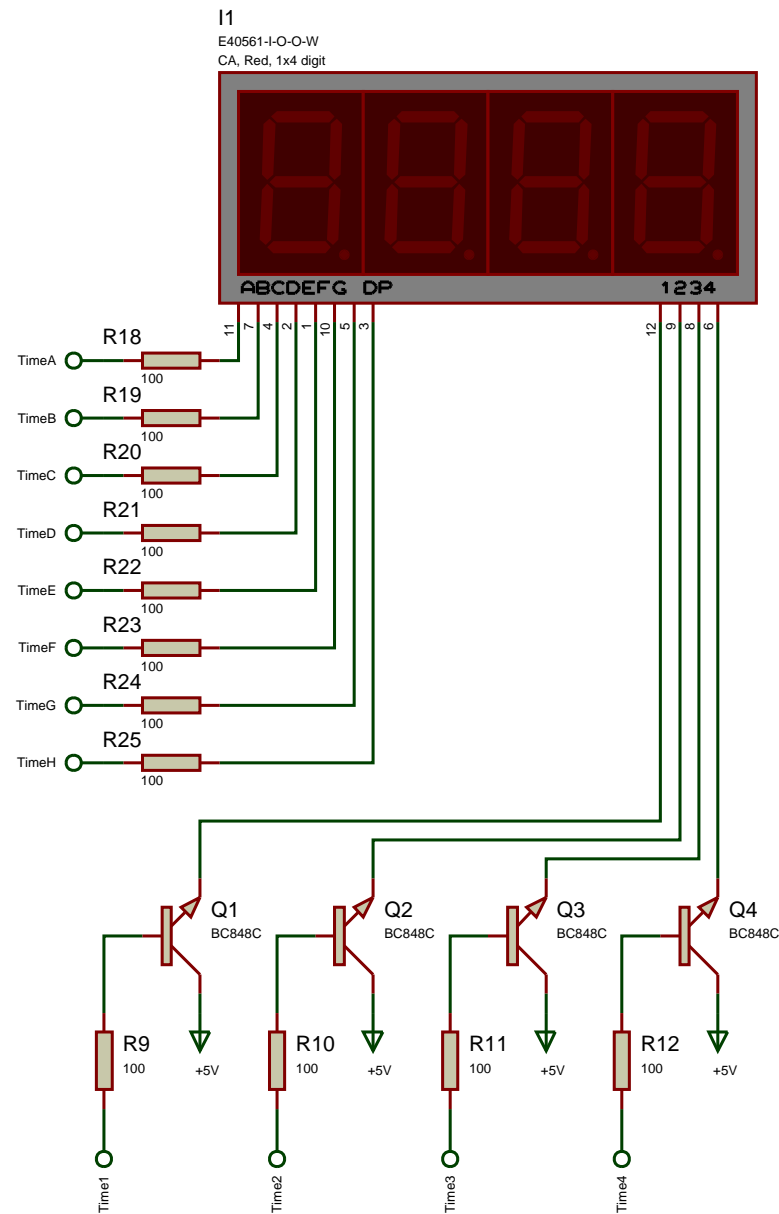 I1
E40561-I-O-O-W
CA, Red, 1x4 digit
ABCDEFG DP
1234
11
7
4
2
1
10
5
3
12
9
8
6
R18
TimeA
100
R19
TimeB
100
R20
TimeC
100
R21
TimeD
100
R22
TimeE
100
R23
TimeF
100
R24
TimeG
100
R25
TimeH
100
Q1
BC848C
Q2
BC848C
Q3
BC848C
Q4
BC848C
R9
100
+5V
R10
100
+5V
R11
100
+5V
R12
100
+5V
Time1
Time2
Time3
Time4